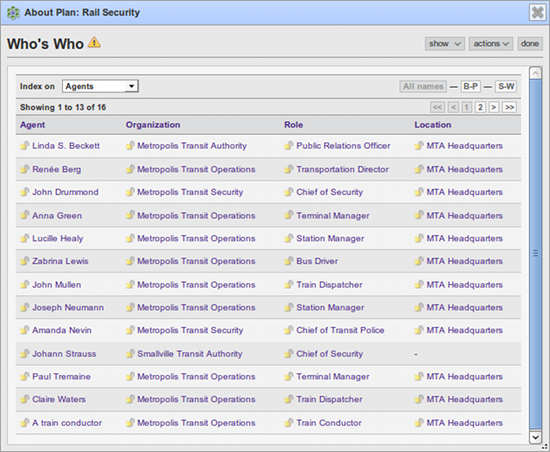 About Plan: Rail Security
Who's Who
show actions done
Index on Agents All names — B-P — S-W
Showing 1 to 13 of 16 << < 1 2 > >>
Agent Organization Role Location
Linda S. Beckett Metropolis Transit Authority Public Relations Officer MTA Headquarters
Renée Berg Metropolis Transit Operations Transportation Director MTA Headquarters
John Drummond Metropolis Transit Security Chief of Security MTA Headquarters
Anna Green Metropolis Transit Operations Terminal Manager MTA Headquarters
Lucille Healy Metropolis Transit Operations Station Manager MTA Headquarters
Zabrina Lewis Metropolis Transit Operations Bus Driver MTA Headquarters
John Mullen Metropolis Transit Operations Train Dispatcher MTA Headquarters
Joseph Neumann Metropolis Transit Operations Station Manager MTA Headquarters
Amanda Nevin Metropolis Transit Security Chief of Transit Police MTA Headquarters
Johann Strauss Smallville Transit Authority Chief of Security -
Paul Tremaine Metropolis Transit Operations Terminal Manager MTA Headquarters
Claire Waters Metropolis Transit Operations Train Dispatcher MTA Headquarters
A train conductor Metropolis Transit Operations Train Conductor MTA Headquarters